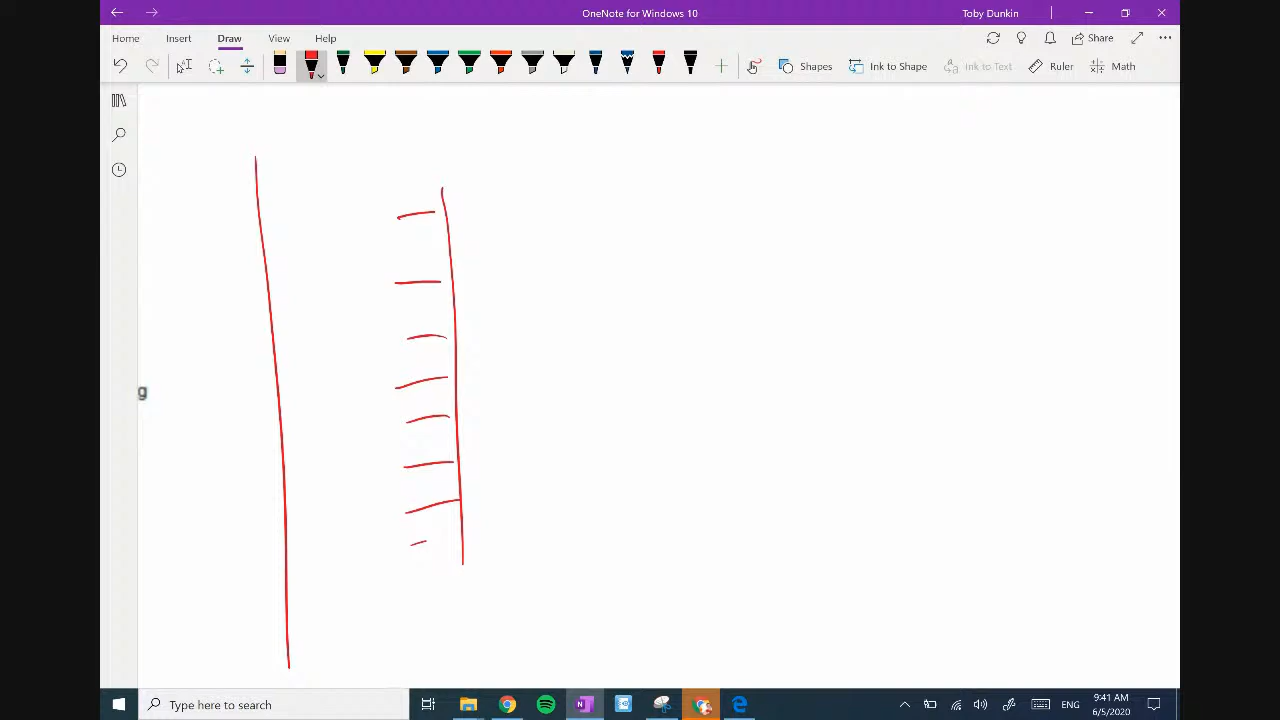 OneNote for Windows 10
Toby Dunkin
Home Insert Draw View Help
Share
Shapes Ink to Shape Ink to Text Ruler Math
g
Type here to search
ENG
9:41 AM
6/5/2020